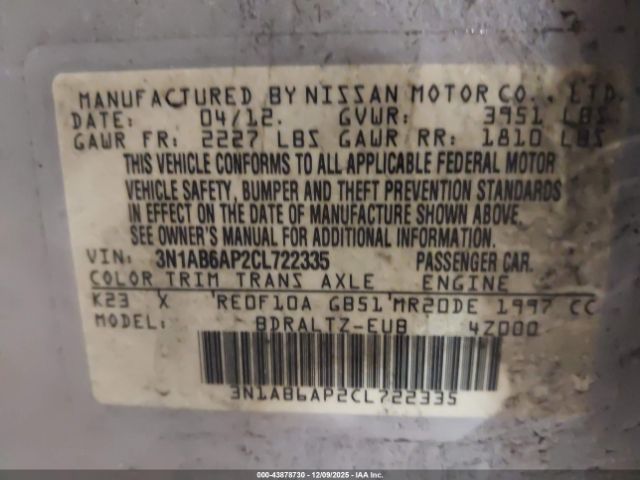 MANUFACTURED BY NISSAN MOTOR CO., LTD.
DATE: 04/12. GVWR: 3951 LBS
GAWR FR: 2227 LBS GAWR RR: 1810 LBS
THIS VEHICLE CONFORMS TO ALL APPLICABLE FEDERAL MOTOR
VEHICLE SAFETY, BUMPER AND THEFT PREVENTION STANDARDS
IN EFFECT ON THE DATE OF MANUFACTURE SHOWN ABOVE.
SEE OWNER'S MANUAL FOR ADDITIONAL INFORMATION.
VIN: 3N1AB6AP2CL722335 PASSENGER CAR.
COLOR TRIM TRANS AXLE ENGINE
K23 X 'RE0F10A GB51'MR20DE 1997 CC
MODEL: BDRALTZ-EUB 4Z000
3N1AB6AP2CL722335
000-43878730 - 12/09/2025 - IAAI.com